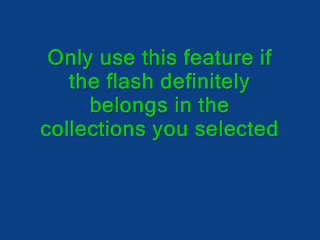 Only use this feature if
the flash definitely
belongs in the
collections you selected